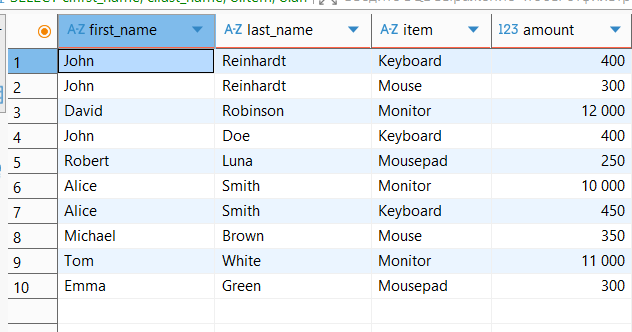 A-Z first_name A-Z last_name A-Z item 123 amount
1 John Reinhardt Keyboard 400
2 John Reinhardt Mouse 300
3 David Robinson Monitor 12 000
4 John Doe Keyboard 400
5 Robert Luna Mousepad 250
6 Alice Smith Monitor 10 000
7 Alice Smith Keyboard 450
8 Michael Brown Mouse 350
9 Tom White Monitor 11 000
10 Emma Green Mousepad 300